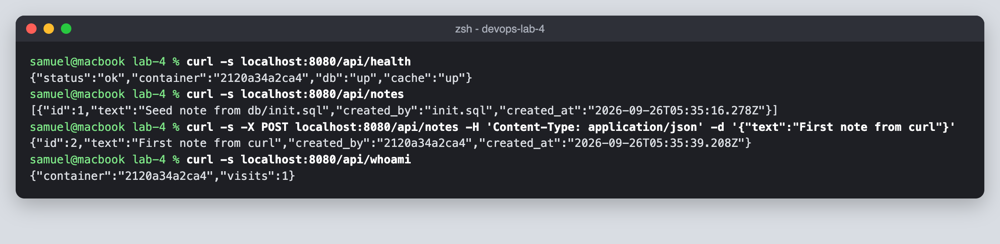 zsh - devops-lab-4
samuel@macbook lab-4 % curl -s localhost:8080/api/health
{"status":"ok","container":"2120a34a2ca4","db":"up","cache":"up"}
samuel@macbook lab-4 % curl -s localhost:8080/api/notes
[{"id":1,"text":"Seed note from db/init.sql","created_by":"init.sql","created_at":"2026-09-26T05:35:16.278Z"}]
samuel@macbook lab-4 % curl -s -X POST localhost:8080/api/notes -H 'Content-Type: application/json' -d '{"text":"First note from curl"}'
{"id":2,"text":"First note from curl","created_by":"2120a34a2ca4","created_at":"2026-09-26T05:35:39.208Z"}
samuel@macbook lab-4 % curl -s localhost:8080/api/whoami
{"container":"2120a34a2ca4","visits":1}